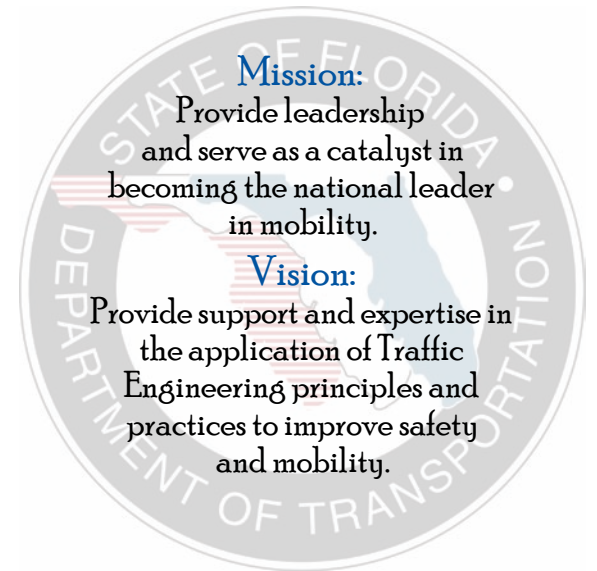 STATE OF FLORIDA
DEPARTMENT OF TRANSPORTATION
Mission:
Provide leadership
and serve as a catalyst in
becoming the national leader
in mobility.
Vision:
Provide support and expertise in
the application of Traffic
Engineering principles and
practices to improve safety
and mobility.